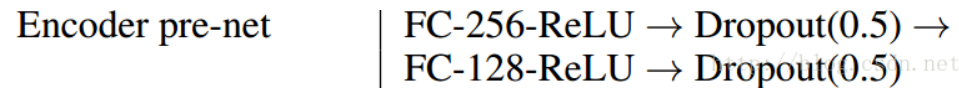 Encoder pre-net | FC-256-ReLU → Dropout(0.5) →
FC-128-ReLU → Dropout(0.5)